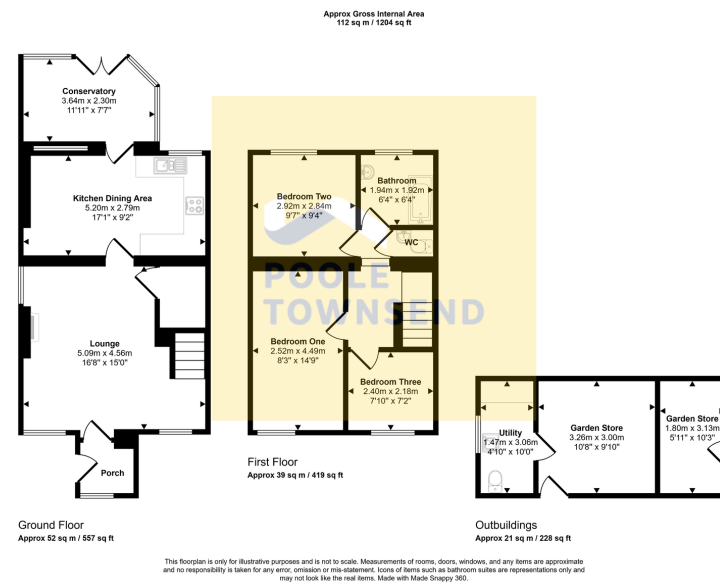 Approx Gross Internal Area
112 sq m / 1204 sq ft
Conservatory
3.64m x 2.30m
11'11" x 7'7"
Kitchen Dining Area
5.20m x 2.79m
17'1" x 9'2"
Lounge
5.09m x 4.56m
16'8" x 15'0"
Porch
Ground Floor
Approx 52 sq m / 557 sq ft
Bedroom Two
2.92m x 2.84m
9'7" x 9'4"
Bathroom
1.94m x 1.92m
6'4" x 6'4"
WC
POOLE
TOWNSEND
Bedroom One
2.52m x 4.49m
8'3" x 14'9"
Bedroom Three
2.40m x 2.18m
7'10" x 7'2"
First Floor
Approx 39 sq m / 419 sq ft
Utility
1.47m x 3.06m
4'10" x 10'0"
Garden Store
3.26m x 3.00m
10'8" x 9'10"
Garden Store
1.80m x 3.13m
5'11" x 10'3"
Outbuildings
Approx 21 sq m / 228 sq ft
This floorplan is only for illustrative purposes and is not to scale. Measurements of rooms, doors, windows, and any items are approximate
and no responsibility is taken for any error, omission or mis-statement. Icons of items such as bathroom suites are representations only and
may not look like the real items. Made with Made Snappy 360.